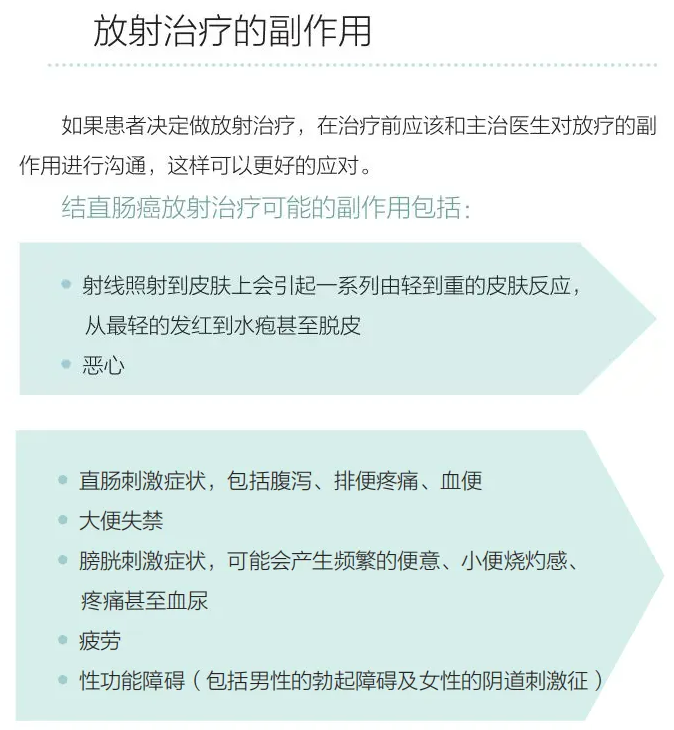 放射治疗的副作用
如果患者决定做放射治疗，在治疗前应该和主治医生对放疗的副
作用进行沟通，这样可以更好的应对。
结直肠癌放射治疗可能的副作用包括：
射线照射到皮肤上会引起一系列由轻到重的皮肤反应，
从最轻的发红到水疱甚至脱皮
恶心
直肠刺激症状，包括腹泻、排便疼痛、血便
大便失禁
膀胱刺激症状，可能会产生频繁的便意、小便烧灼感、
疼痛甚至血尿
疲劳
性功能障碍（包括男性的勃起障碍及女性的阴道刺激征）